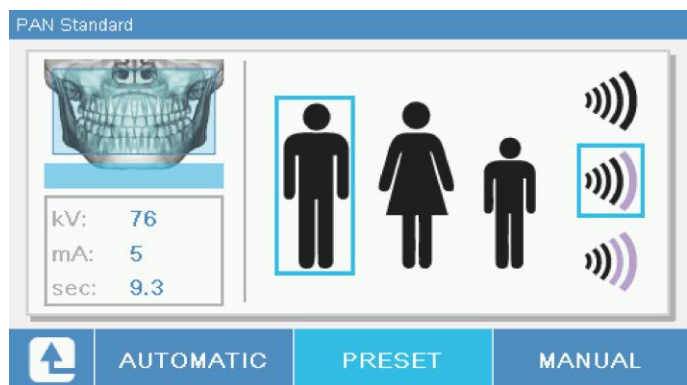 PAN Standard
kV: 76
mA: 5
sec: 9.3
AUTOMATIC
PRESET
MANUAL